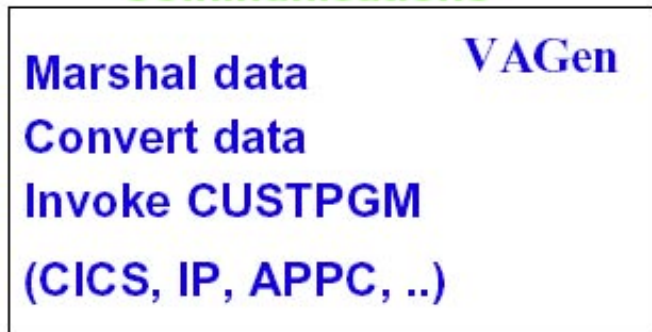 VAGen
Marshal data
Convert data
Invoke CUSTPGM
(CICS, IP, APPC, ..)